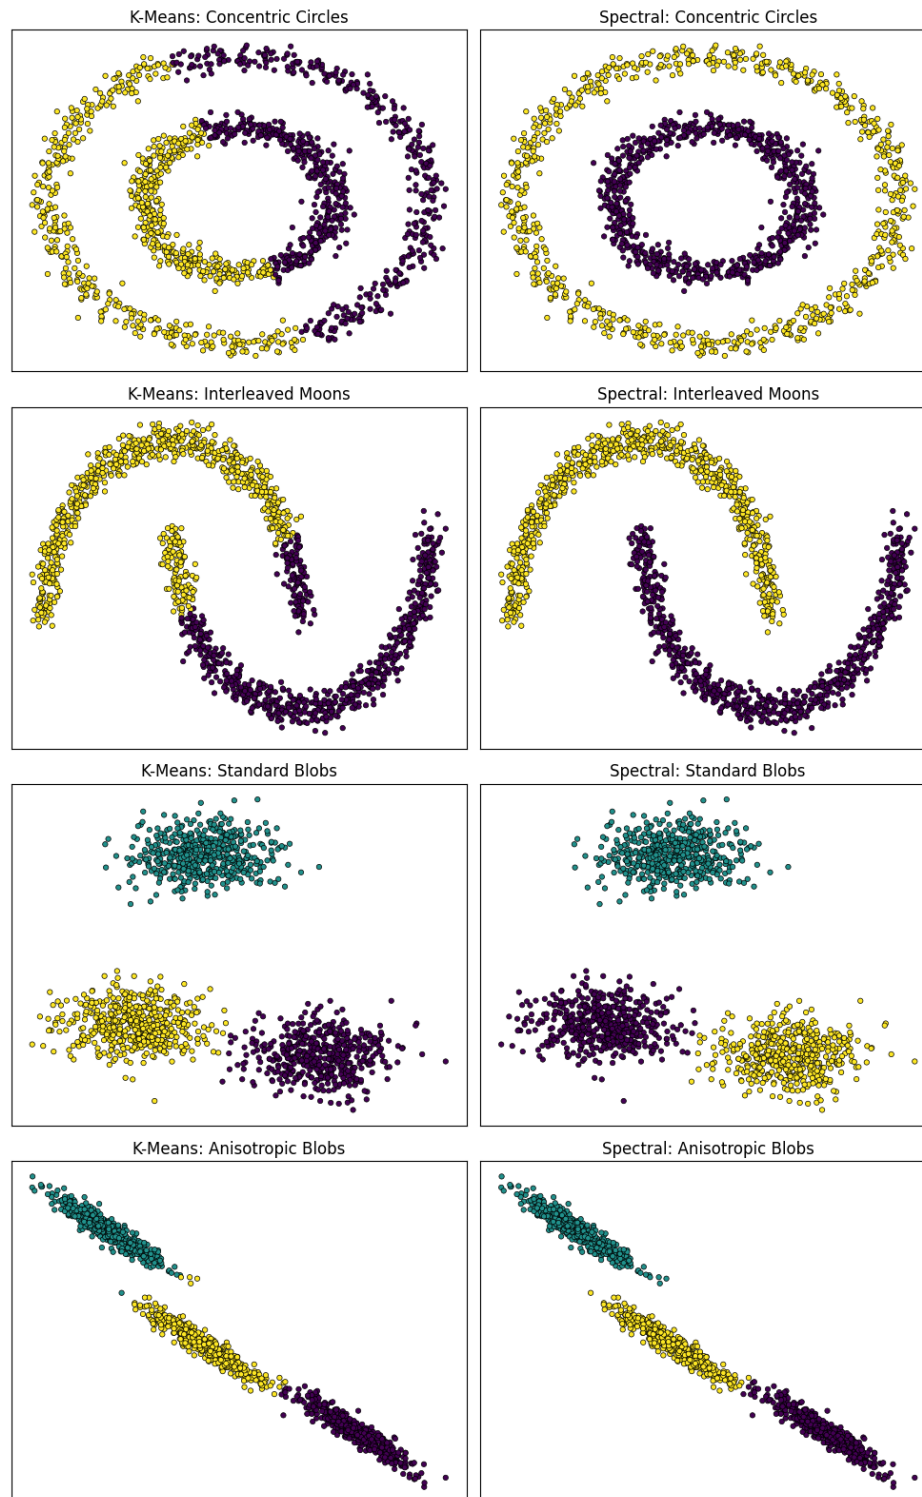 K-Means: Concentric Circles
Spectral: Concentric Circles
K-Means: Interleaved Moons
Spectral: Interleaved Moons
K-Means: Standard Blobs
Spectral: Standard Blobs
K-Means: Anisotropic Blobs
Spectral: Anisotropic Blobs